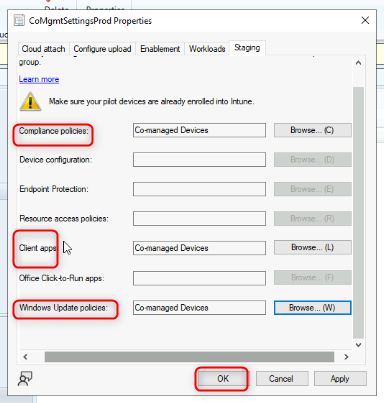 Delete
Properties
CoMgmtSettingsProd Properties
Cloud attach Configure upload Enablement Workloads Staging
group.
Learn more
Make sure your pilot devices are already enrolled into Intune.
Compliance policies: Co-managed Devices Browse... (C)
Device configuration: Browse... (D)
Endpoint Protection: Browse... (E)
Resource access policies: Browse... (R)
Client apps: Co-managed Devices Browse... (L)
Office Click-to-Run apps: Browse... (F)
Windows Update policies: Co-managed Devices Browse... (W)
OK Cancel Apply